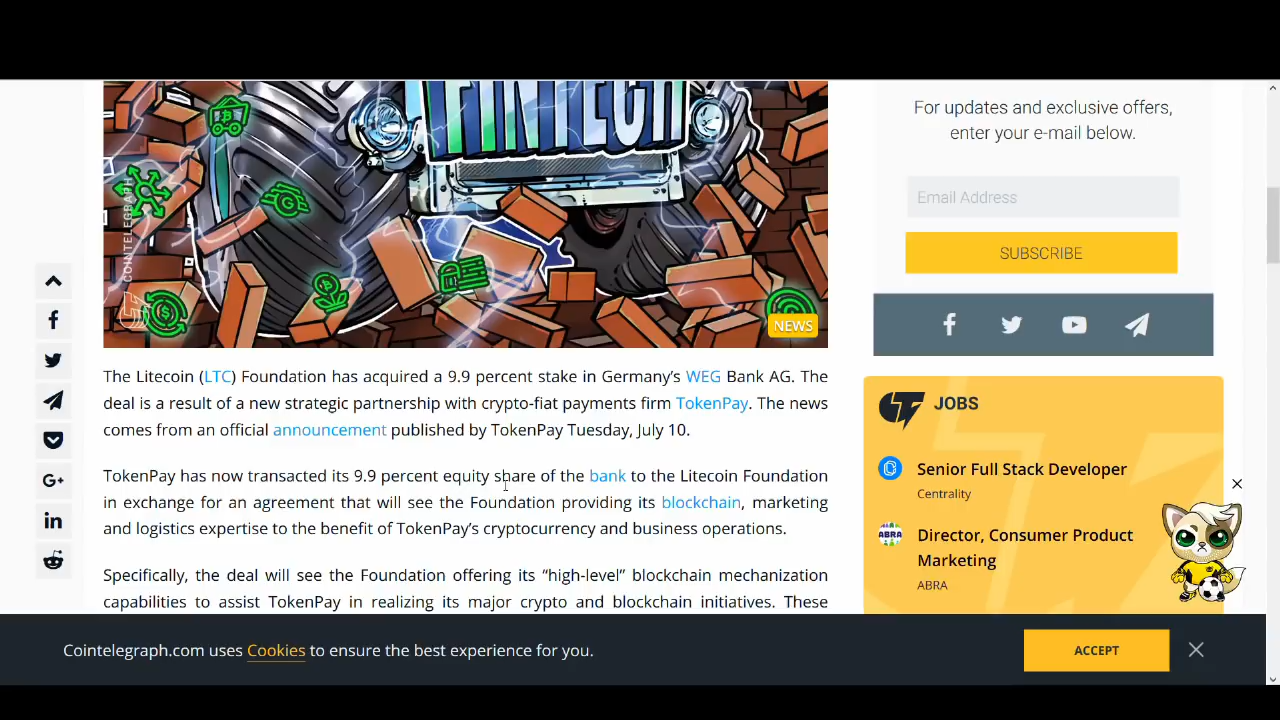 FINTECH
COINTELEGRAPH
NEWS
The Litecoin (LTC) Foundation has acquired a 9.9 percent stake in Germany’s WEG Bank AG. The
deal is a result of a new strategic partnership with crypto-fiat payments firm TokenPay. The news
comes from an official announcement published by TokenPay Tuesday, July 10.
TokenPay has now transacted its 9.9 percent equity share of the bank to the Litecoin Foundation
in exchange for an agreement that will see the Foundation providing its blockchain, marketing
and logistics expertise to the benefit of TokenPay’s cryptocurrency and business operations.
Specifically, the deal will see the Foundation offering its “high-level” blockchain mechanization
capabilities to assist TokenPay in realizing its major crypto and blockchain initiatives. These
For updates and exclusive offers,
enter your e-mail below.
Email Address
SUBSCRIBE
JOBS
Senior Full Stack Developer
Centrality
ABRA
Director, Consumer Product
Marketing
ABRA
Cointelegraph.com uses Cookies to ensure the best experience for you.
ACCEPT